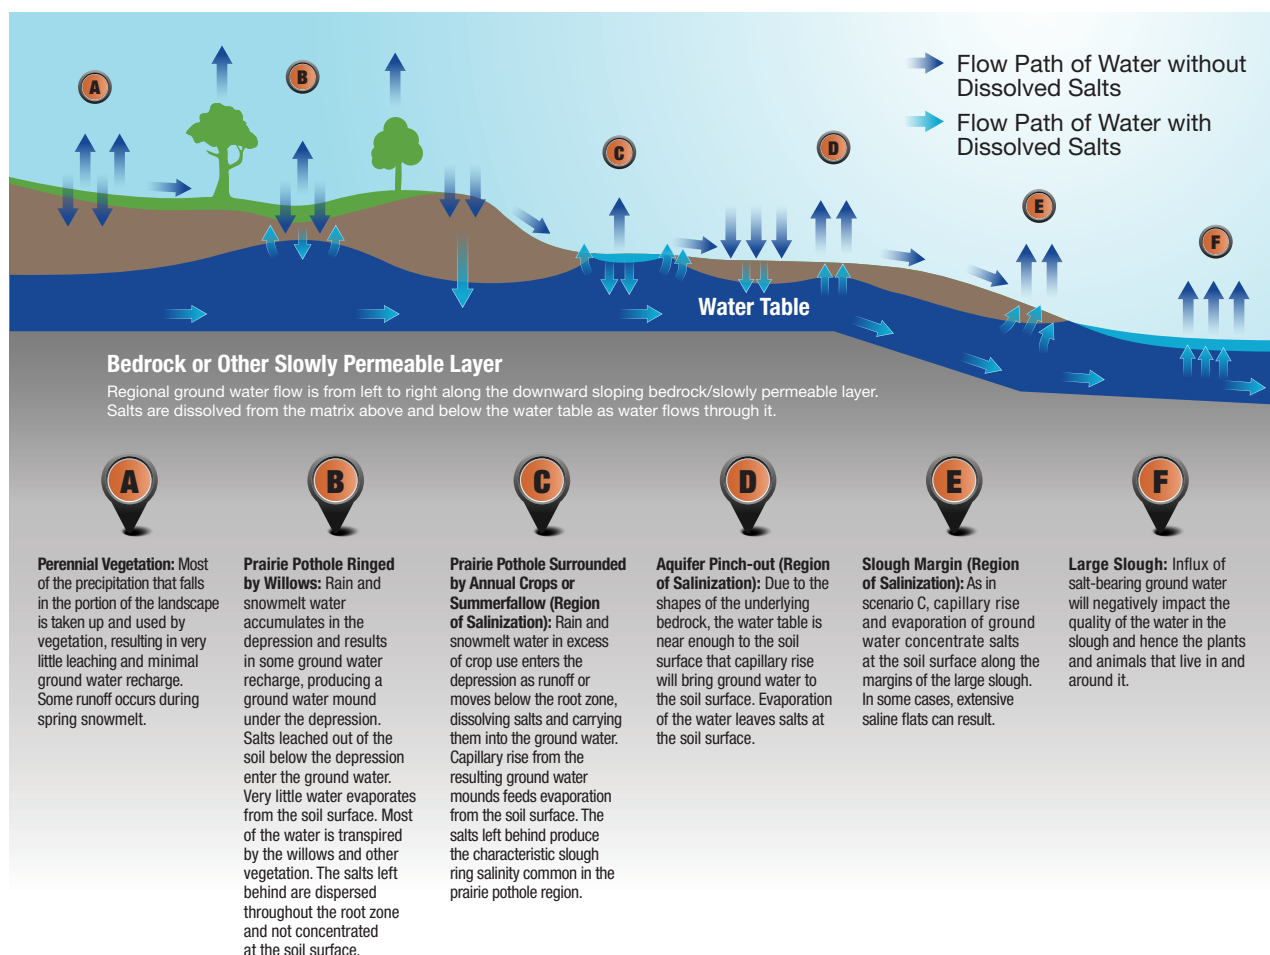 A
B
C
D
E
F
Flow Path of Water without
Dissolved Salts
Flow Path of Water with
Dissolved Salts
Water Table
Bedrock or Other Slowly Permeable Layer
Regional ground water flow is from left to right along the downward sloping bedrock/slowly permeable layer.
Salts are dissolved from the matrix above and below the water table as water flows through it.
A
Perennial Vegetation: Most
of the precipitation that falls
in the portion of the landscape
is taken up and used by
vegetation, resulting in very
little leaching and minimal
ground water recharge.
Some runoff occurs during
spring snowmelt.
B
Prairie Pothole Ringed
by Willows: Rain and
snowmelt water
accumulates in the
depression and results
in some ground water
recharge, producing a
ground water mound
under the depression.
Salts leached out of the
soil below the depression
enter the ground water.
Very little water evaporates
from the soil surface. Most
of the water is transpired
by the willows and other
vegetation. The salts left
behind are dispersed
throughout the root zone
and not concentrated
at the soil surface.
C
Prairie Pothole Surrounded
by Annual Crops or
Summerfallow (Region
of Salinization): Rain and
snowmelt water in excess
of crop use enters the
depression as runoff or
moves below the root zone,
dissolving salts and carrying
them into the ground water.
Capillary rise from the
resulting ground water
mounds feeds evaporation
from the soil surface. The
salts left behind produce
the characteristic slough
ring salinity common in the
prairie pothole region.
D
Aquifer Pinch-out (Region
of Salinization): Due to the
shapes of the underlying
bedrock, the water table is
near enough to the soil
surface that capillary rise
will bring ground water to
the soil surface. Evaporation
of the water leaves salts at
the soil surface.
E
Slough Margin (Region
of Salinization): As in
scenario C, capillary rise
and evaporation of ground
water concentrate salts
at the soil surface along the
margins of the large slough.
In some cases, extensive
saline flats can result.
F
Large Slough: Influx of
salt-bearing ground water
will negatively impact the
quality of the water in the
slough and hence the plants
and animals that live in and
around it.